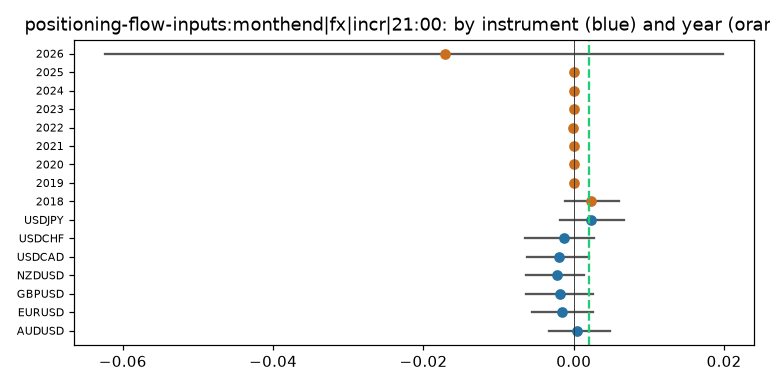 positioning-flow-inputs:monthend|fx|incr|21:00: by instrument (blue) and year (orar
2026
2025
2024
2023
2022
2021
2020
2019
2018
USDJPY
USDCHF
USDCAD
NZDUSD
GBPUSD
EURUSD
AUDUSD
−0.06 −0.04 −0.02 0.00 0.02